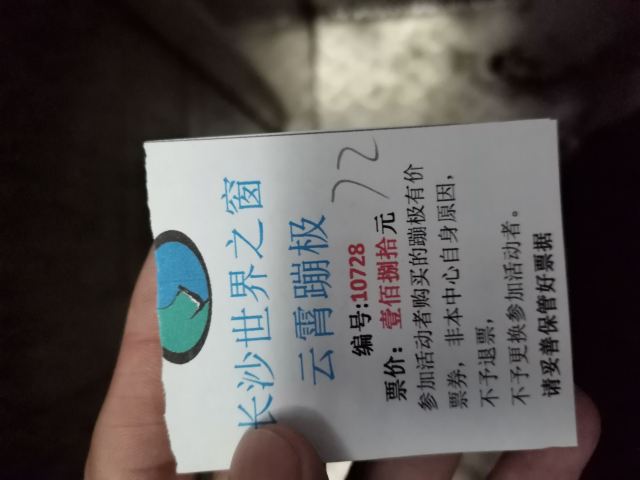 长沙世界之窗
云霄蹦极
72
编号:10728
票价：壹佰捌拾元
参加活动者购买的蹦极有价
票券，非本中心自身原因，
不予退票，
不予更换参加活动者。
请妥善保管好票据